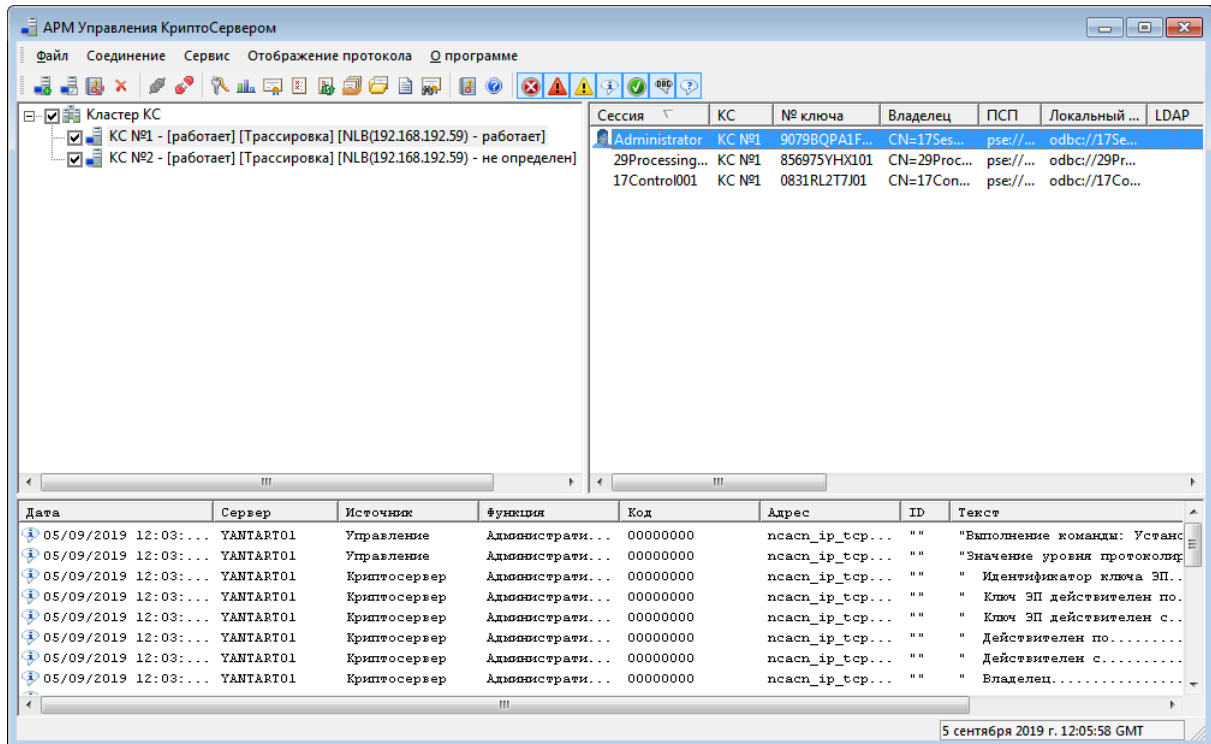 АРМ Управления КриптоСервером
Файл Соединение Сервис Отображение протокола О программе
Кластер КС
КС №1 - [работает] [Трассировка] [NLB(192.168.192.59) - работает]
КС №2 - [работает] [Трассировка] [NLB(192.168.192.59) - не определен]
Сессия КС № ключа Владелец ПСП Локальный ... LDAP
Administrator КС №1 9079BQPA1F... CN=17Ses... pse://... odbc://17Se...
29Processing... КС №1 856975YHX101 CN=29Proc... pse://... odbc://29Pr...
17Control001 КС №1 0831RL2T7J01 CN=17Con... pse://... odbc://17Co...
Дата Сервер Источник Функция Код Адрес ID Текст
05/09/2019 12:03:... YANTART01 Управление Администрати... 00000000 ncacn_ip_tcp... "" "Выполнение команды: Устано
05/09/2019 12:03:... YANTART01 Управление Администрати... 00000000 ncacn_ip_tcp... "" "Значение уровня протоколир
05/09/2019 12:03:... YANTART01 Криптосервер Администрати... 00000000 ncacn_ip_tcp... "" " Идентификатор ключа ЭП..
05/09/2019 12:03:... YANTART01 Криптосервер Администрати... 00000000 ncacn_ip_tcp... "" " Ключ ЭП действителен по.
05/09/2019 12:03:... YANTART01 Криптосервер Администрати... 00000000 ncacn_ip_tcp... "" " Ключ ЭП действителен с..
05/09/2019 12:03:... YANTART01 Криптосервер Администрати... 00000000 ncacn_ip_tcp... "" " Действителен по.........
05/09/2019 12:03:... YANTART01 Криптосервер Администрати... 00000000 ncacn_ip_tcp... "" " Действителен с..........
05/09/2019 12:03:... YANTART01 Криптосервер Администрати... 00000000 ncacn_ip_tcp... "" " Владелец................
5 сентября 2019 г. 12:05:58 GMT